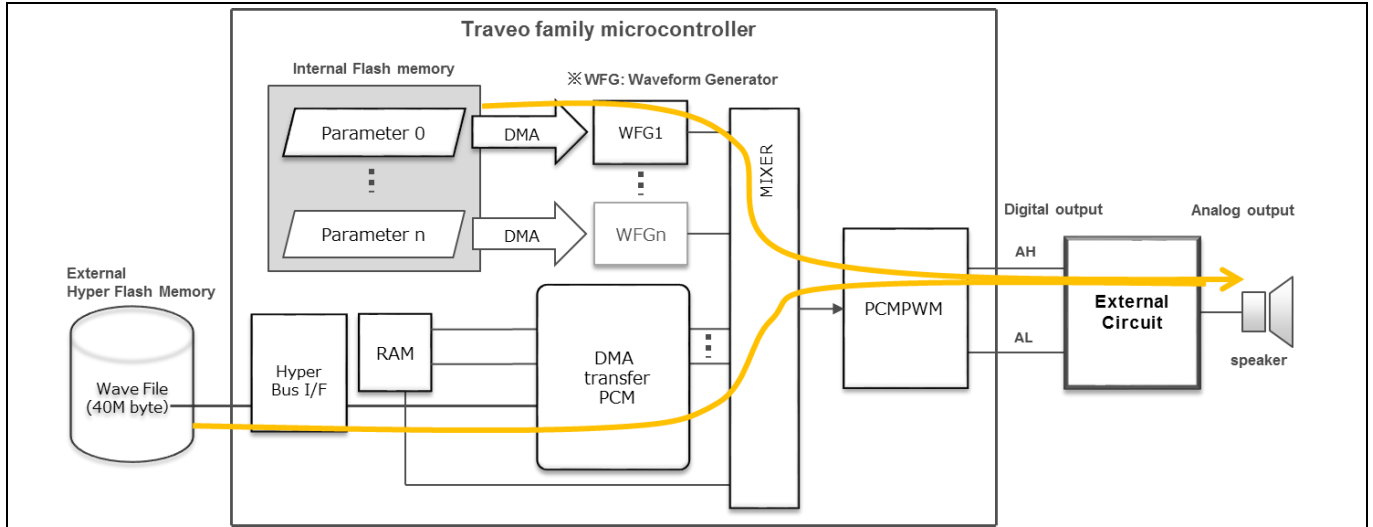 Traveo family microcontroller
Internal Flash memory
※WFG: Waveform Generator
Parameter 0
DMA
WFG1
MIXER
Parameter n
DMA
WFGn
Digital output
Analog output
AH
External
Hyper Flash Memory
Wave File
(40M byte)
Hyper
Bus I/F
RAM
DMA
transfer
PCM
PCMPWM
External
Circuit
AL
speaker